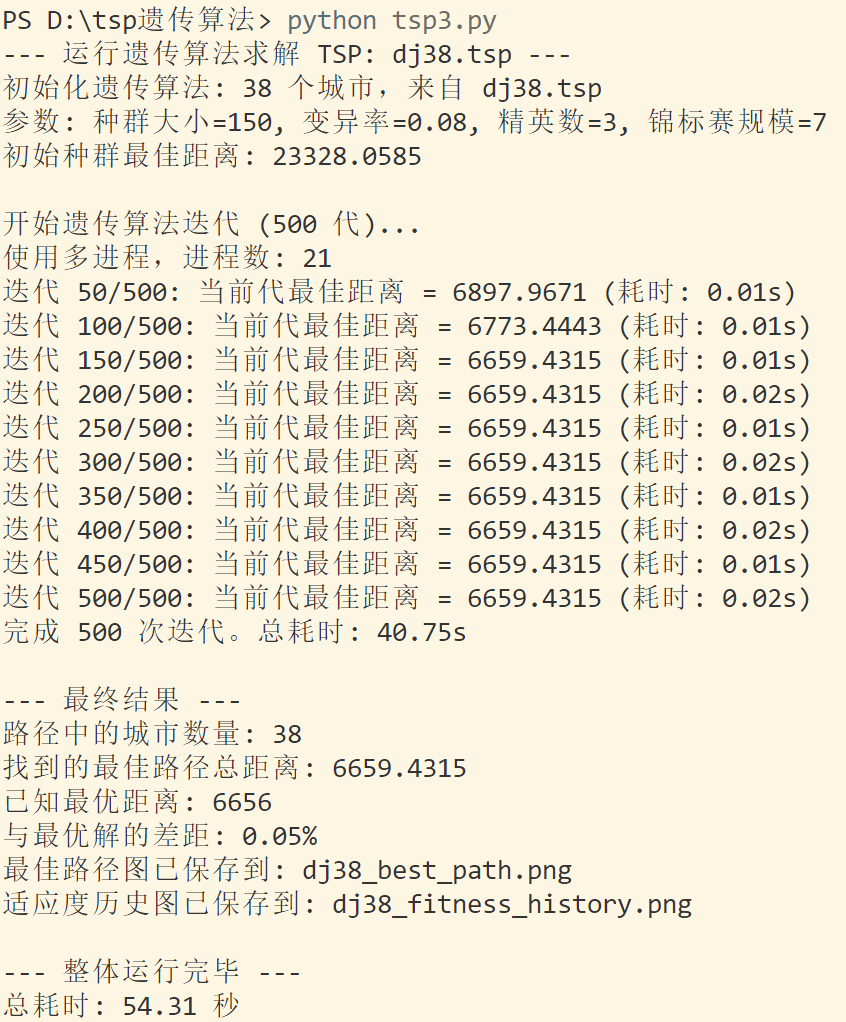 PS D:\tsp遗传算法> python tsp3.py
--- 运行遗传算法求解 TSP: dj38.tsp ---
初始化遗传算法: 38 个城市，来自 dj38.tsp
参数: 种群大小=150, 变异率=0.08, 精英数=3, 锦标赛规模=7
初始种群最佳距离: 23328.0585
开始遗传算法迭代 (500 代)...
使用多进程，进程数: 21
迭代 50/500: 当前代最佳距离 = 6897.9671 (耗时: 0.01s)
迭代 100/500: 当前代最佳距离 = 6773.4443 (耗时: 0.01s)
迭代 150/500: 当前代最佳距离 = 6659.4315 (耗时: 0.01s)
迭代 200/500: 当前代最佳距离 = 6659.4315 (耗时: 0.02s)
迭代 250/500: 当前代最佳距离 = 6659.4315 (耗时: 0.01s)
迭代 300/500: 当前代最佳距离 = 6659.4315 (耗时: 0.02s)
迭代 350/500: 当前代最佳距离 = 6659.4315 (耗时: 0.01s)
迭代 400/500: 当前代最佳距离 = 6659.4315 (耗时: 0.02s)
迭代 450/500: 当前代最佳距离 = 6659.4315 (耗时: 0.01s)
迭代 500/500: 当前代最佳距离 = 6659.4315 (耗时: 0.02s)
完成 500 次迭代。总耗时: 40.75s
--- 最终结果 ---
路径中的城市数量: 38
找到的最佳路径总距离: 6659.4315
已知最优距离: 6656
与最优解的差距: 0.05%
最佳路径图已保存到: dj38_best_path.png
适应度历史图已保存到: dj38_fitness_history.png
--- 整体运行完毕 ---
总耗时: 54.31 秒